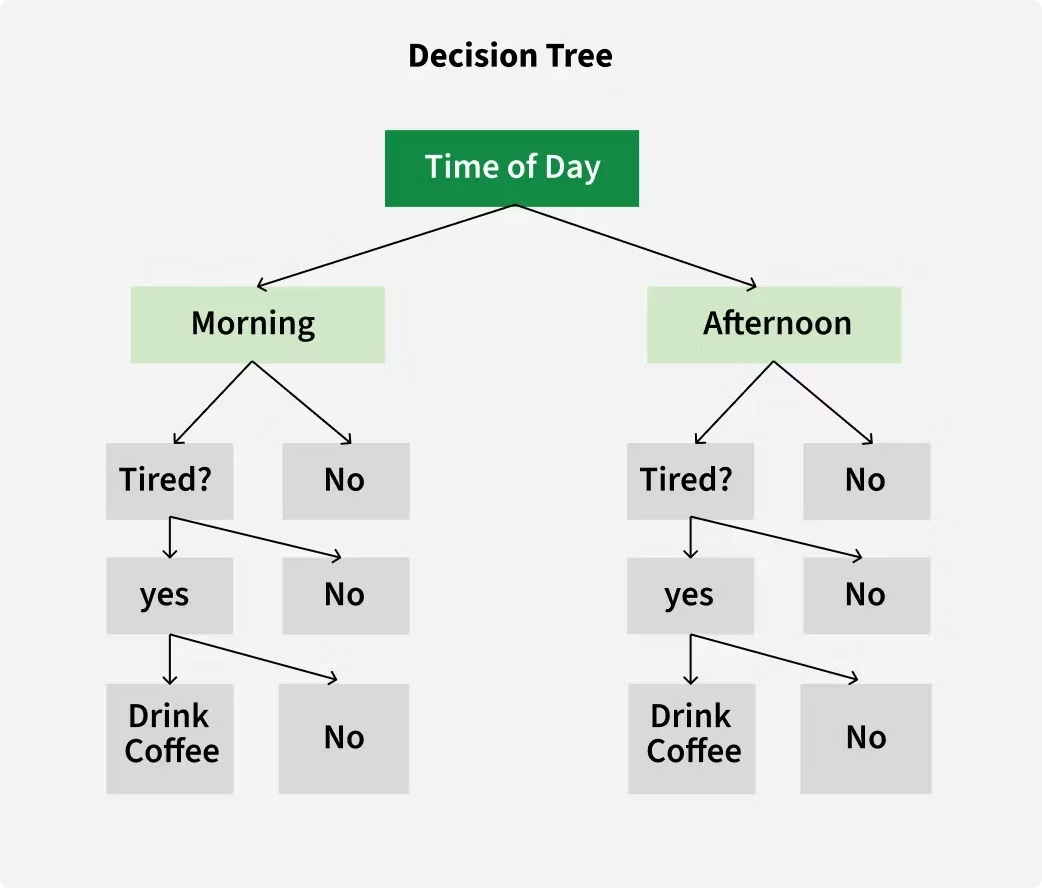 Decision Tree
Time of Day
Morning
Afternoon
Tired?
No
Tired?
No
yes
No
yes
No
Drink
Coffee
No
Drink
Coffee
No